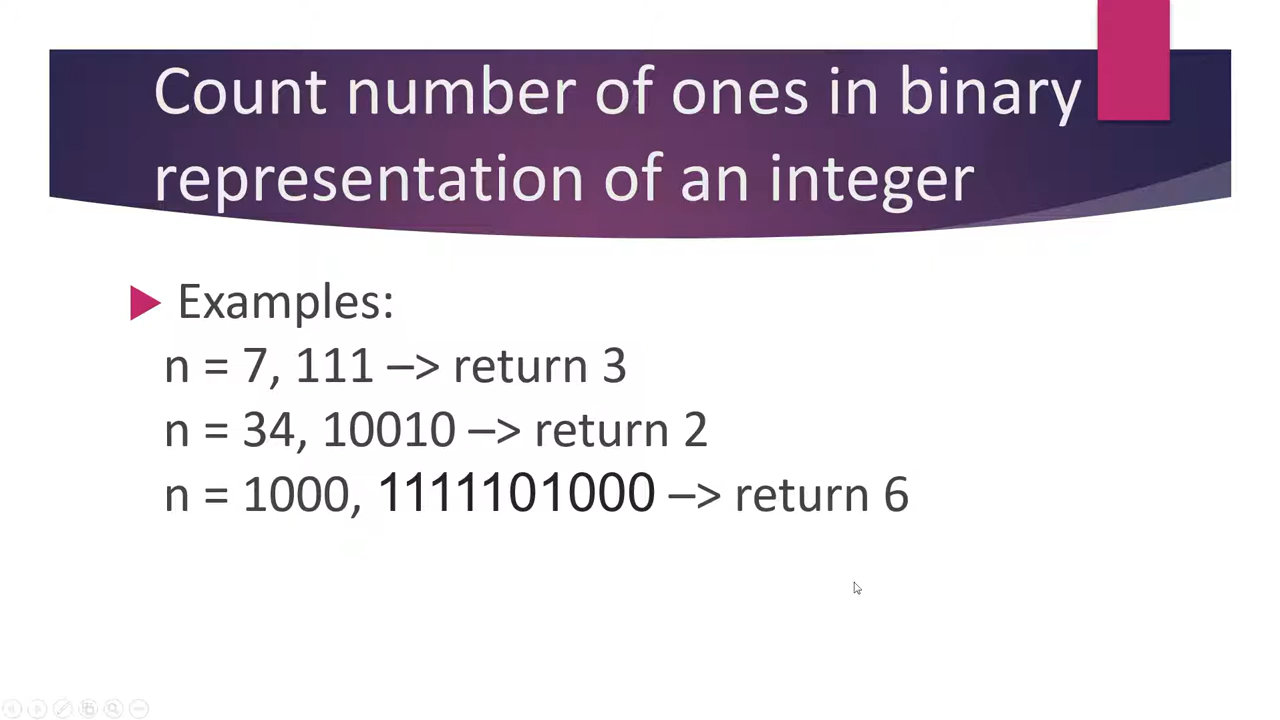 Count number of ones in binary
representation of an integer
Examples:
n = 7, 111 –> return 3
n = 34, 10010 –> return 2
n = 1000, 1111101000 –> return 6